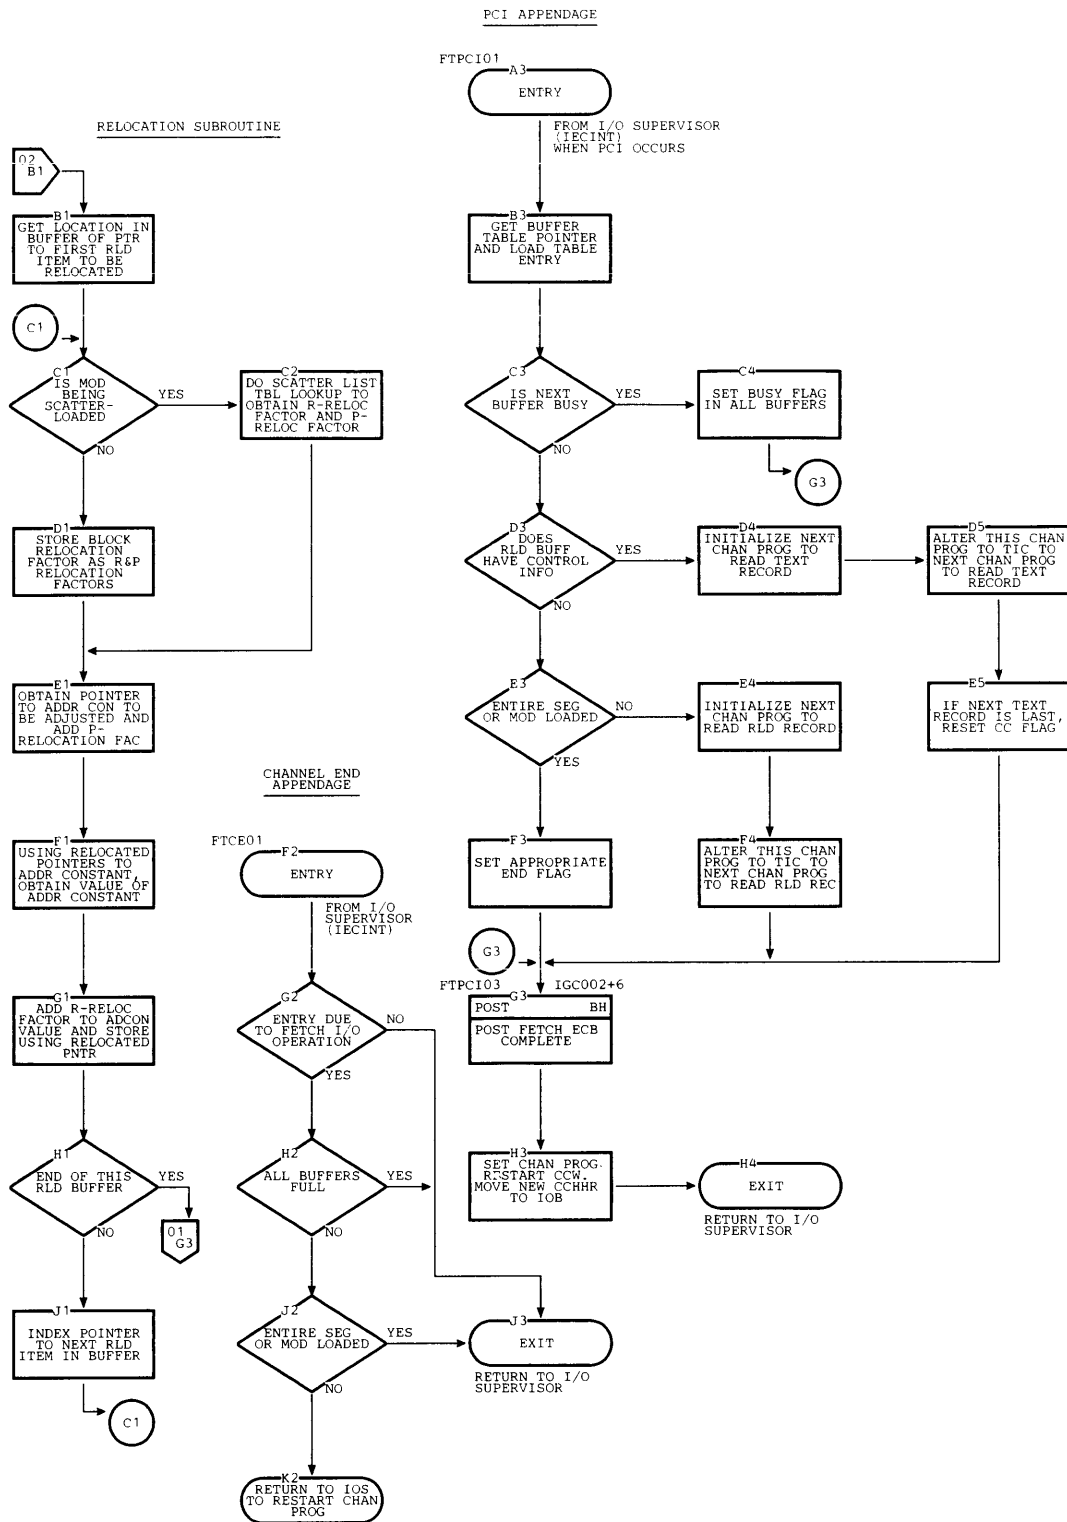 PCI APPENDAGE
FTPCI01
A3
ENTRY
FROM I/O SUPERVISOR
(IECINT)
WHEN PCI OCCURS
RELOCATION SUBROUTINE
02
B1
B1
GET LOCATION IN
BUFFER OF PTR
TO FIRST RLD
ITEM TO BE
RELOCATED
B3
GET BUFFER
TABLE POINTER
AND LOAD TABLE
ENTRY
C1
C1
IS MOD
BEING
SCATTER-
LOADED
YES
NO
C2
DO SCATTER LIST
TBL LOOKUP TO
OBTAIN R-RELOC
FACTOR AND P-
RELOC FACTOR
C3
IS NEXT
BUFFER BUSY
YES
NO
C4
SET BUSY FLAG
IN ALL BUFFERS
G3
D1
STORE BLOCK
RELOCATION
FACTOR AS R&P
RELOCATION
FACTORS
D3
DOES
RLD BUFF
HAVE CONTROL
INFO
YES
NO
D4
INITIALIZE NEXT
CHAN PROG TO
READ TEXT
RECORD
D5
ALTER THIS CHAN
PROG TO TIC TO
NEXT CHAN PROG
TO READ TEXT
RECORD
E1
OBTAIN POINTER
TO ADDR CON TO
BE ADJUSTED AND
ADD P-
RELOCATION FAC
E3
ENTIRE SEG
OR MOD LOADED
NO
YES
E4
INITIALIZE NEXT
CHAN PROG TO
READ RLD RECORD
E5
IF NEXT TEXT
RECORD IS LAST,
RESET CC FLAG
CHANNEL END
APPENDAGE
F1
USING RELOCATED
POINTERS TO
ADDR CONSTANT,
OBTAIN VALUE OF
ADDR CONSTANT
FTCE01
F2
ENTRY
FROM I/O
SUPERVISOR
(IECINT)
F3
SET APPROPRIATE
END FLAG
F4
ALTER THIS CHAN
PROG TO TIC TO
NEXT CHAN PROG
TO READ RLD REC
G3
G1
ADD R-RELOC
FACTOR TO ADCON
VALUE AND STORE
USING RELOCATED
PNTR
G2
ENTRY DUE
TO FETCH I/O
OPERATION
NO
YES
FTPCI03
IGC002+6
G3
POST BH
POST FETCH ECB
COMPLETE
H1
END OF THIS
RLD BUFFER
YES
NO
01
G3
H2
ALL BUFFERS
FULL
YES
NO
H3
SET CHAN PROG.
RESTART CCW.
MOVE NEW CCHHR
TO IOB
H4
EXIT
RETURN TO I/O
SUPERVISOR
J1
INDEX POINTER
TO NEXT RLD
ITEM IN BUFFER
C1
J2
ENTIRE SEG
OR MOD LOADED
YES
NO
J3
EXIT
RETURN TO I/O
SUPERVISOR
K2
RETURN TO IOS
TO RESTART CHAN
PROG